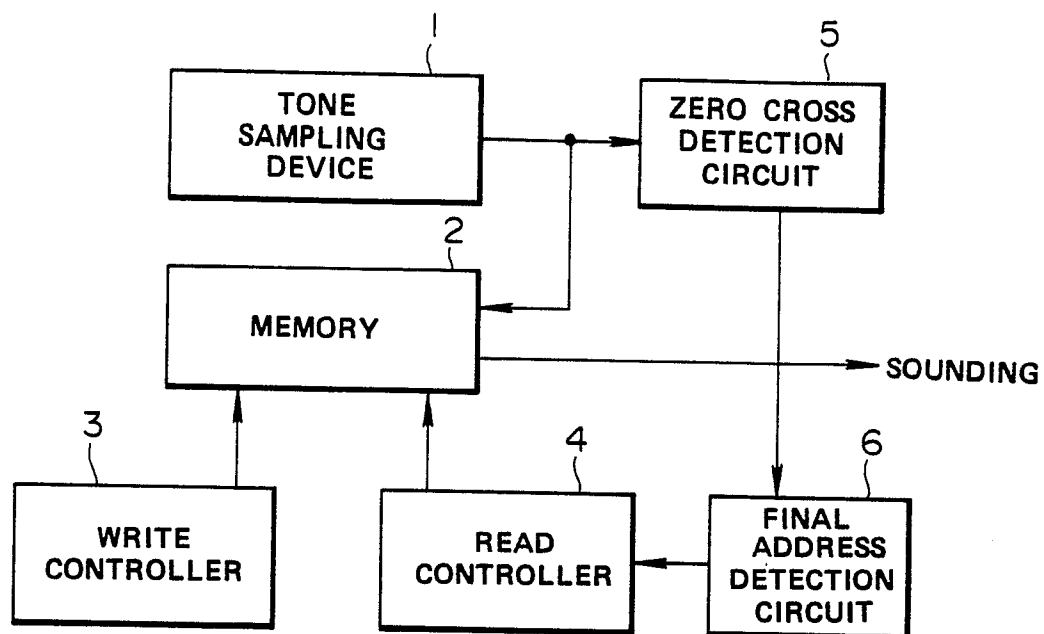 1
TONE
SAMPLING
DEVICE
5
ZERO CROSS
DETECTION
CIRCUIT
2
MEMORY
SOUNDING
3
WRITE
CONTROLLER
4
READ
CONTROLLER
6
FINAL
ADDRESS
DETECTION
CIRCUIT